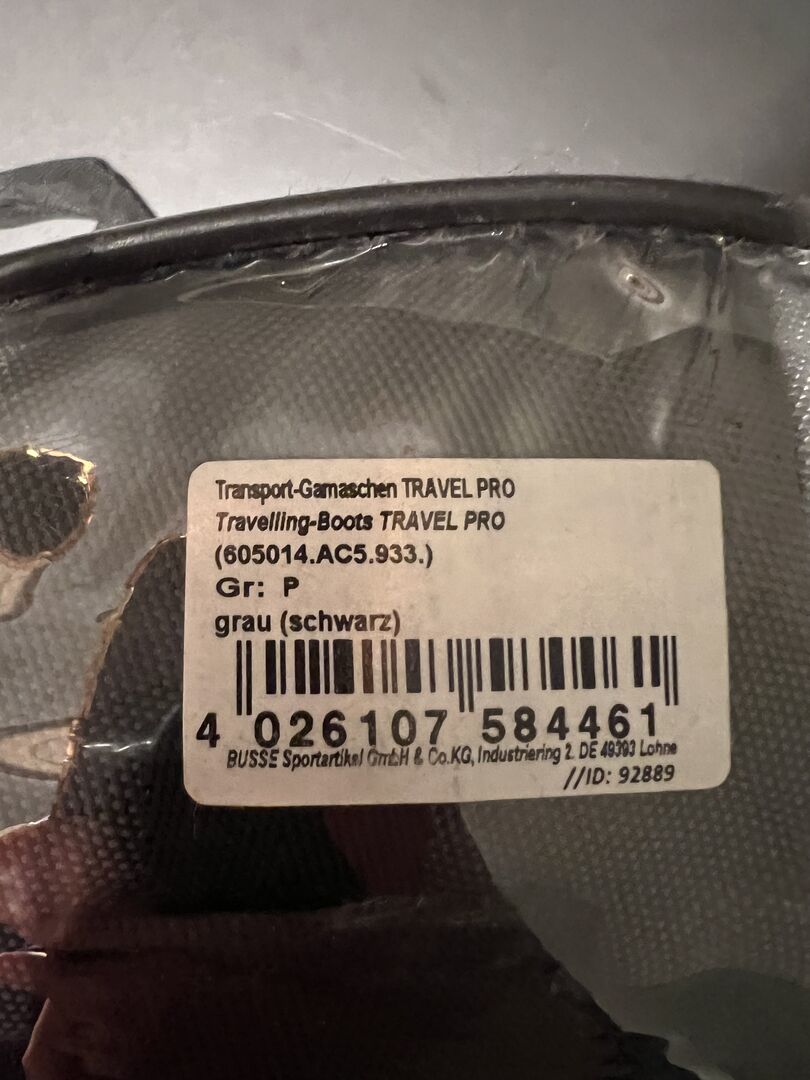 Transport-Gamaschen TRAVEL PRO
Travelling-Boots TRAVEL PRO
(605014.AC5.933.)
Gr: P
grau (schwarz)
4 026107 584461
BUSSE Sportartikel GmbH & Co.KG, Industriering 2. DE 49393 Lohne
//ID: 92889